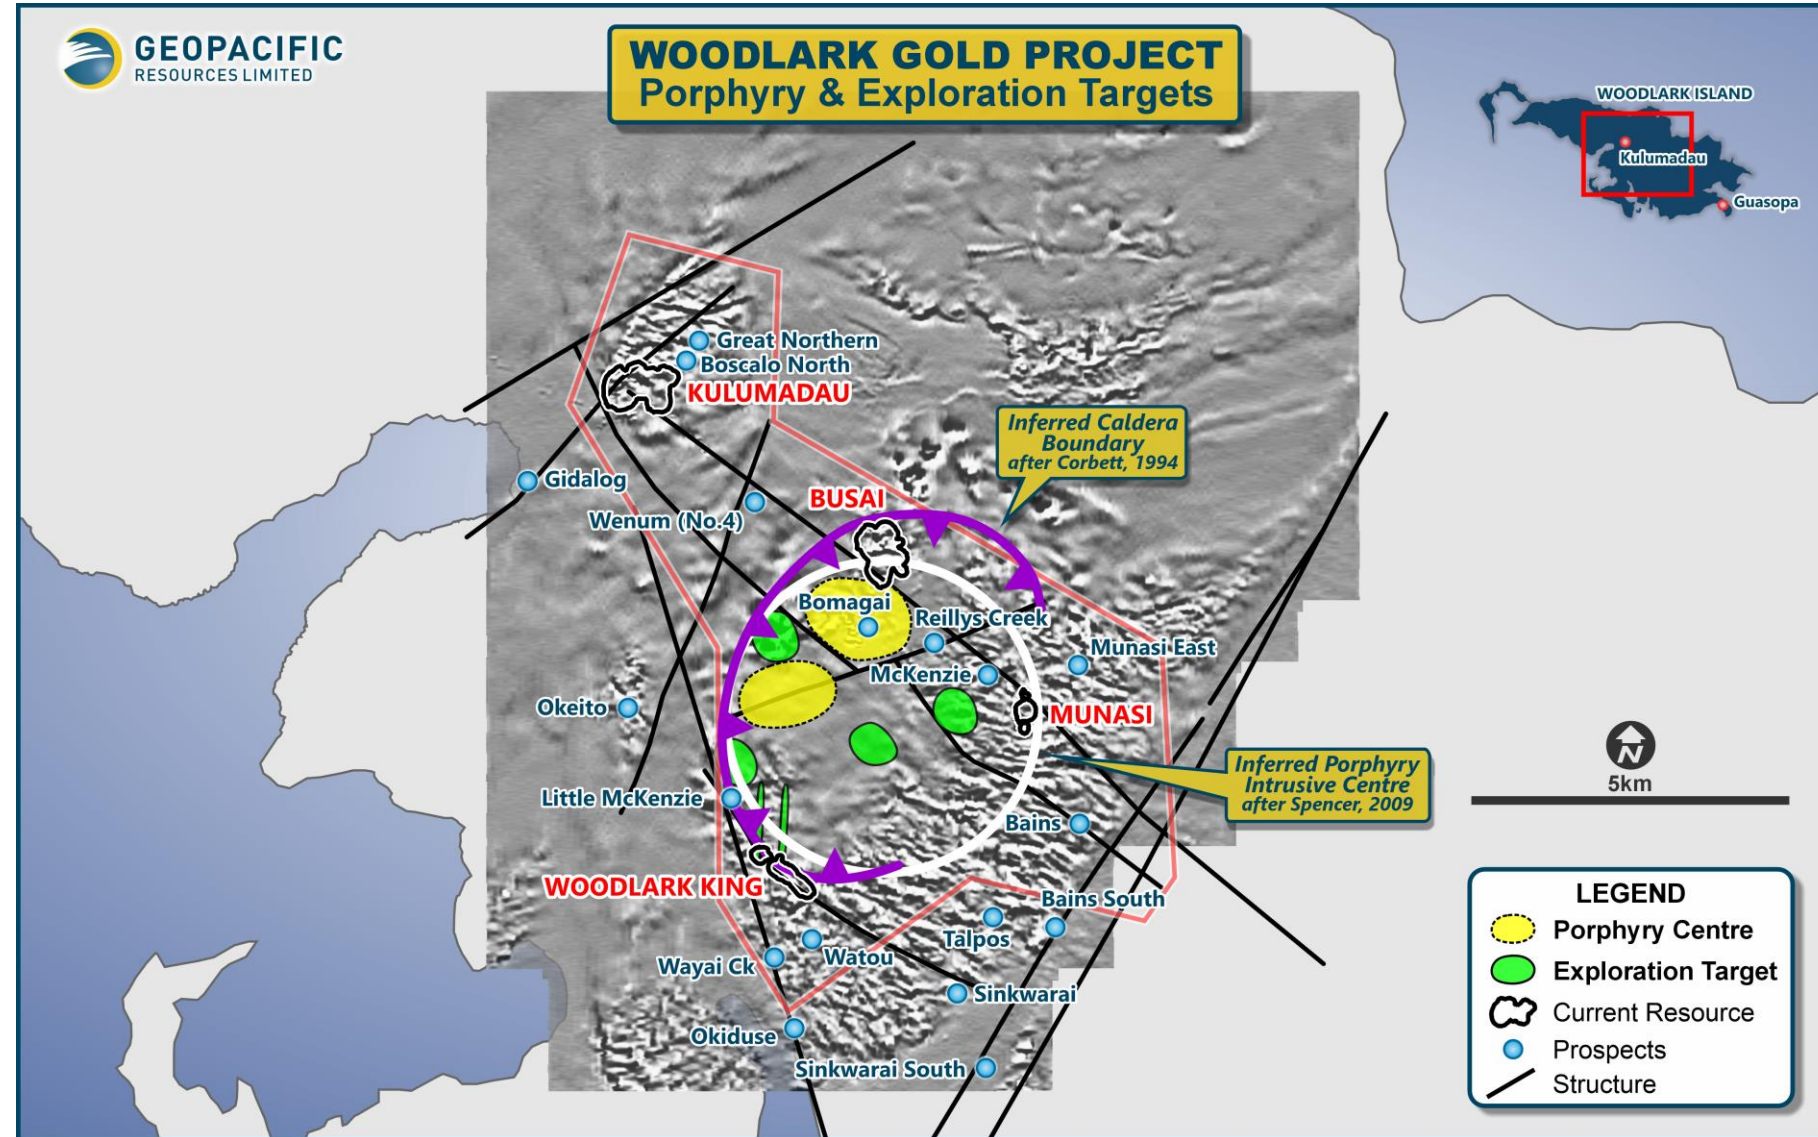 GEOPACIFIC
RESOURCES LIMITED
WOODLARK GOLD PROJECT
Porphyry & Exploration Targets
WOODLARK ISLAND
Kulumadau
Guasopa
Great Northern
Boscalo North
KULUMADAU
Inferred Caldera
Boundary
after Corbett, 1994
Gidalog
BUSAI
Wenum (No.4)
Bomagai
Reillys Creek
Munasi East
McKenzie
Okeito
MUNASI
Inferred Porphyry
Intrusive Centre
after Spencer, 2009
N
5km
Little McKenzie
Bains
WOODLARK KING
Bains South
Talpos
Watou
Wayai Ck
Sinkwarai
Okiduse
Sinkwarai South
LEGEND
Porphyry Centre
Exploration Target
Current Resource
Prospects
Structure